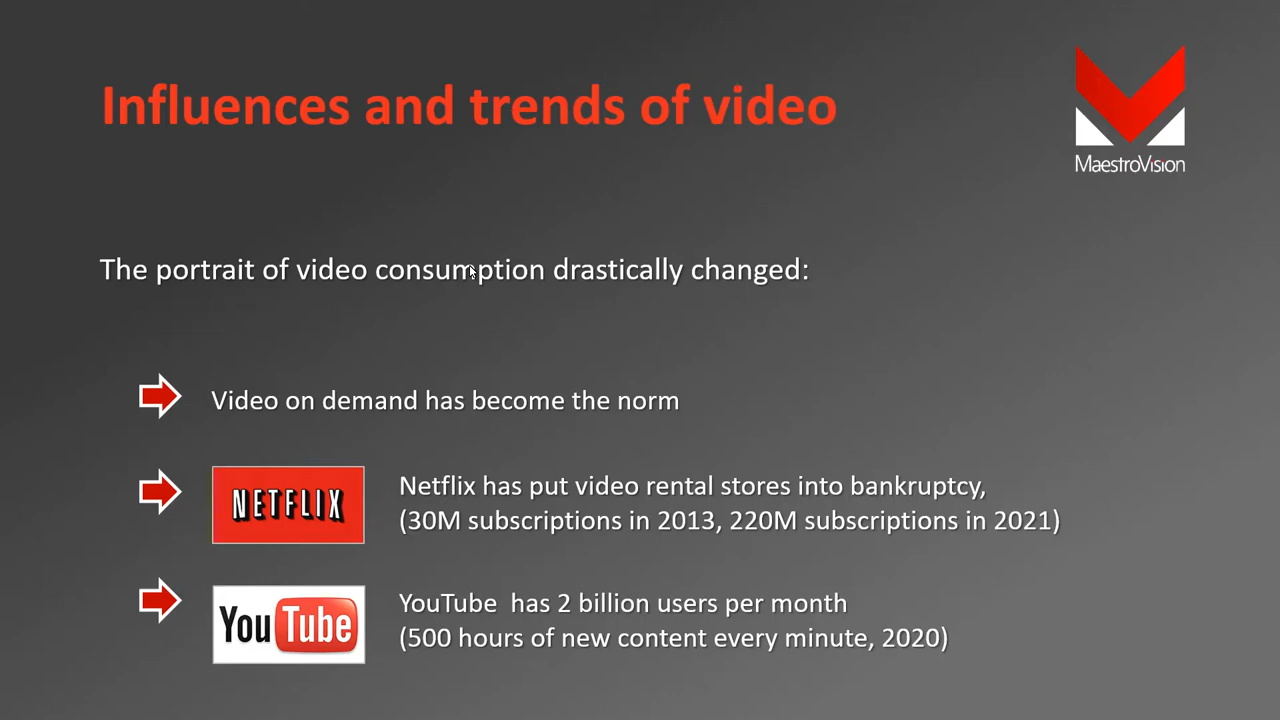 Influences and trends of video
MaestroVision
The portrait of video consumption drastically changed:
Video on demand has become the norm
NETFLIX
Netflix has put video rental stores into bankruptcy,
(30M subscriptions in 2013, 220M subscriptions in 2021)
YouTube
YouTube  has 2 billion users per month
(500 hours of new content every minute, 2020)